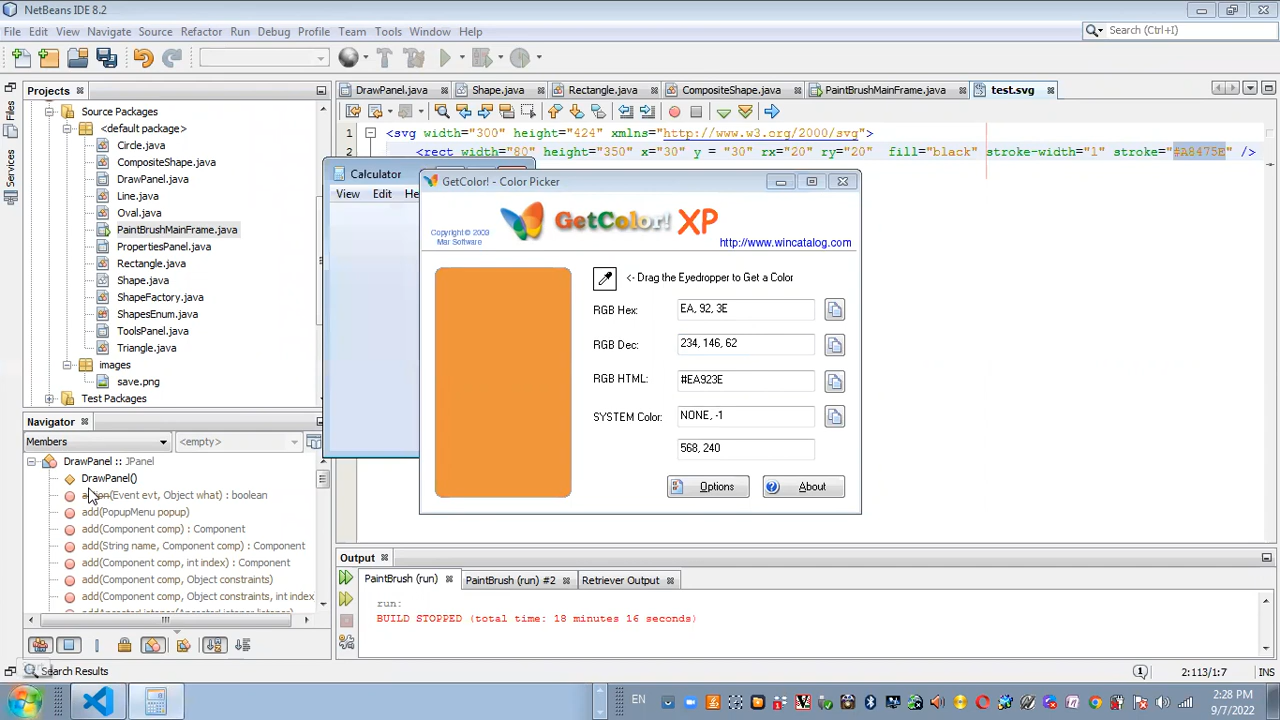 NetBeans IDE 8.2
File Edit View Navigate Source Refactor Run Debug Profile Team Tools Window Help
Search (Ctrl+I)
Files
Services
Projects
Source Packages
<default package>
Circle.java
CompositeShape.java
DrawPanel.java
Line.java
Oval.java
PaintBrushMainFrame.java
PropertiesPanel.java
Rectangle.java
Shape.java
ShapeFactory.java
ShapesEnum.java
ToolsPanel.java
Triangle.java
images
save.png
Test Packages
Navigator
Members <empty>
DrawPanel :: JPanel
DrawPanel()
action(Event evt, Object what) : boolean
add(PopupMenu popup)
add(Component comp) : Component
add(String name, Component comp) : Component
add(Component comp, int index) : Component
add(Component comp, Object constraints)
add(Component comp, Object constraints, int index
addAncestorListener(AncestorListener listener)
DrawPanel.java Shape.java Rectangle.java CompositeShape.java PaintBrushMainFrame.java test.svg
1 <svg width="300" height="424" xmlns="http://www.w3.org/2000/svg">
2 <rect width="80" height="350" x="30" y = "30" rx="20" ry="20" fill="black" stroke-width="1" stroke="#A8475E" />
Calculator
View Edit He
GetColor! - Color Picker
Copyright © 2003
Mar Software
GetColor! XP
http://www.wincatalog.com
<- Drag the Eyedropper to Get a Color
RGB Hex: EA, 92, 3E
RGB Dec: 234, 146, 62
RGB HTML: #EA923E
SYSTEM Color: NONE, -1
568, 240
Options About
Output
PaintBrush (run) PaintBrush (run) #2 Retriever Output
run:
BUILD STOPPED (total time: 18 minutes 16 seconds)
Search Results
1
2:113/1:7 INS
EN
2:28 PM
9/7/2022